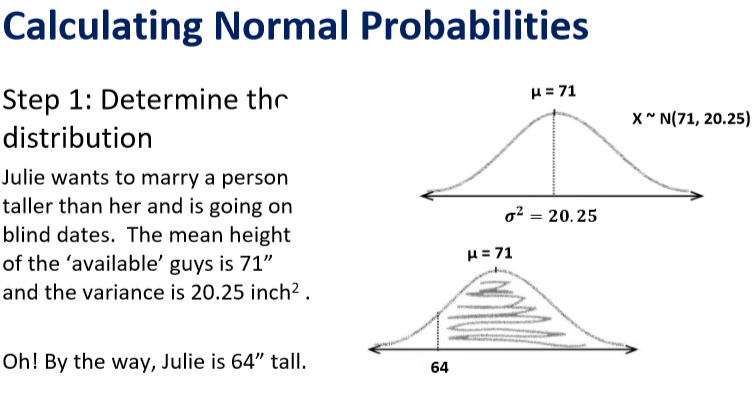 Calculating Normal Probabilities
Step 1: Determine
distribution
Julie wants to marry a person
taller than her and is going on
blind dates.  The mean height
of the ‘available’ guys is 71”
and the variance is 20.25 inch² .
Oh! By the way, Julie is 64” tall.
μ = 71
X ~ N(71, 20.25)
σ² = 20.25
μ = 71
64